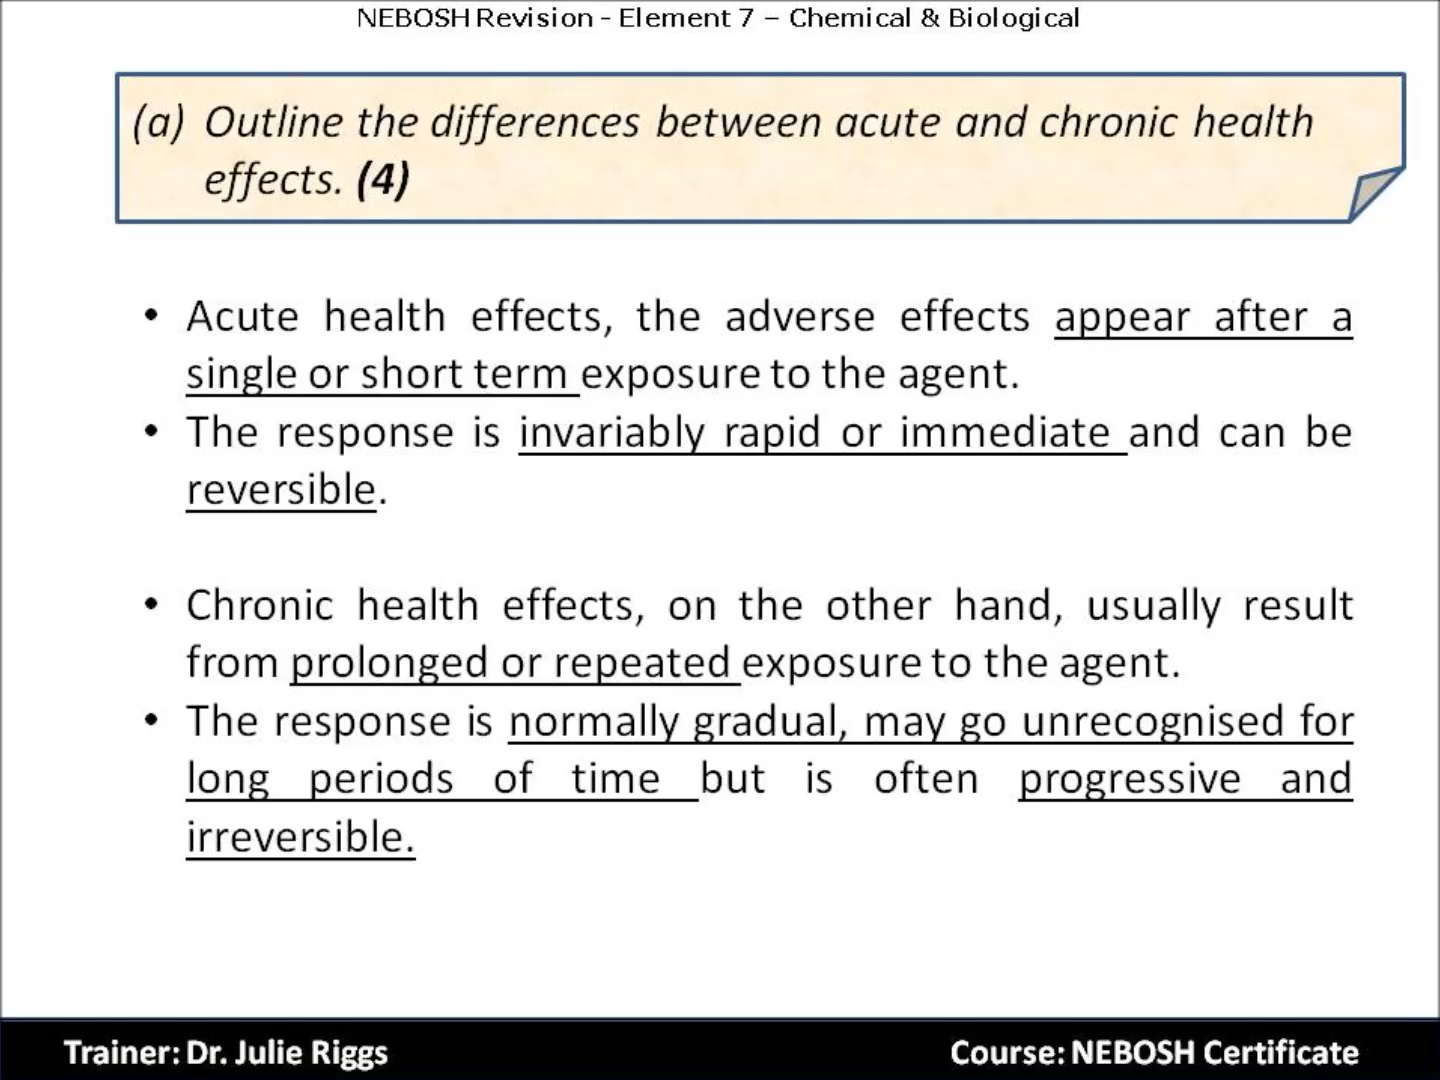 NEBOSH Revision - Element 7 – Chemical & Biological
(a) Outline the differences between acute and chronic health
effects. (4)
• Acute health effects, the adverse effects appear after a
single or short term exposure to the agent.
• The response is invariably rapid or immediate and can be
reversible.
• Chronic health effects, on the other hand, usually result
from prolonged or repeated exposure to the agent.
• The response is normally gradual, may go unrecognised for
long periods of time but is often progressive and
irreversible.
Trainer: Dr. Julie Riggs
Course: NEBOSH Certificate